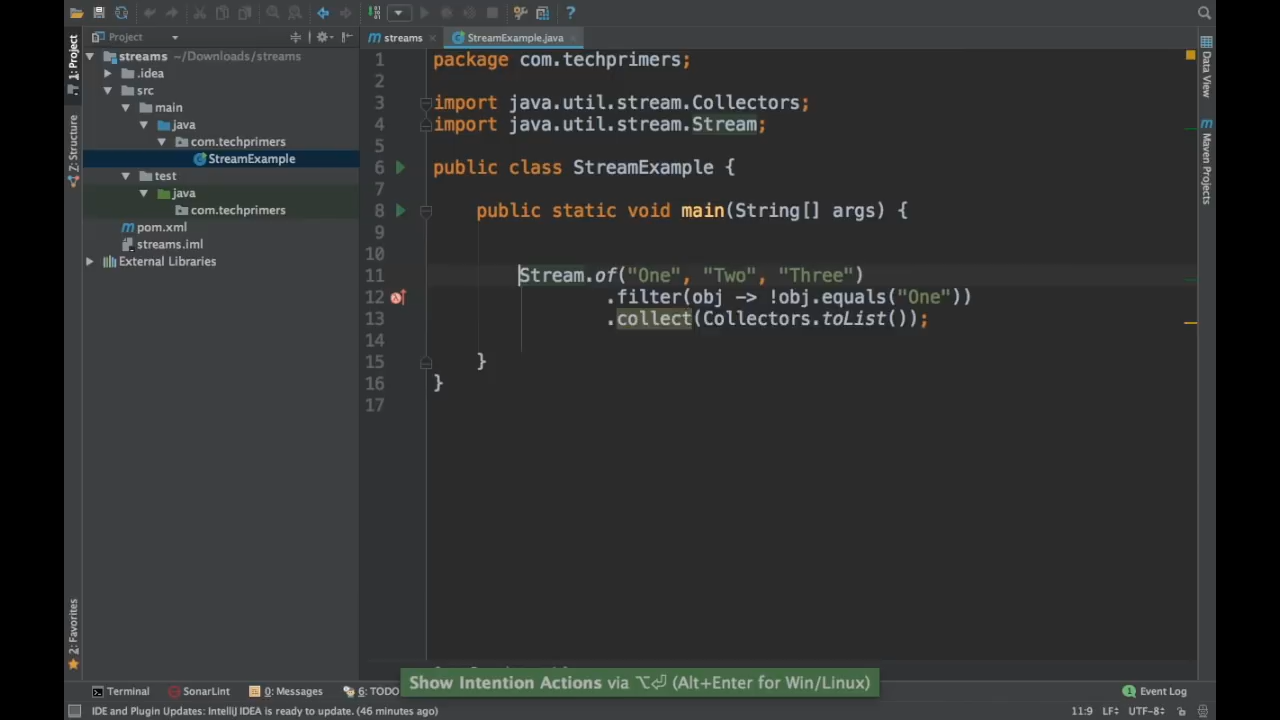 Project
streams
StreamExample.java
1: Project
Z: Structure
2: Favorites
streams ~/Downloads/streams
.idea
src
main
java
com.techprimers
StreamExample
test
java
com.techprimers
pom.xml
streams.iml
External Libraries
1 package com.techprimers;
2
3 import java.util.stream.Collectors;
4 import java.util.stream.Stream;
5
6 public class StreamExample {
7
8 public static void main(String[] args) {
9
10
11 Stream.of("One", "Two", "Three")
12 .filter(obj -> !obj.equals("One"))
13 .collect(Collectors.toList());
14
15 }
16 }
17
Data View
Maven Projects
Show Intention Actions via ⌥⏎ (Alt+Enter for Win/Linux)
Terminal SonarLint 0: Messages 6: TODO 1 Event Log
IDE and Plugin Updates: IntelliJ IDEA is ready to update. (46 minutes ago) 11:9 LF÷ UTF-8÷